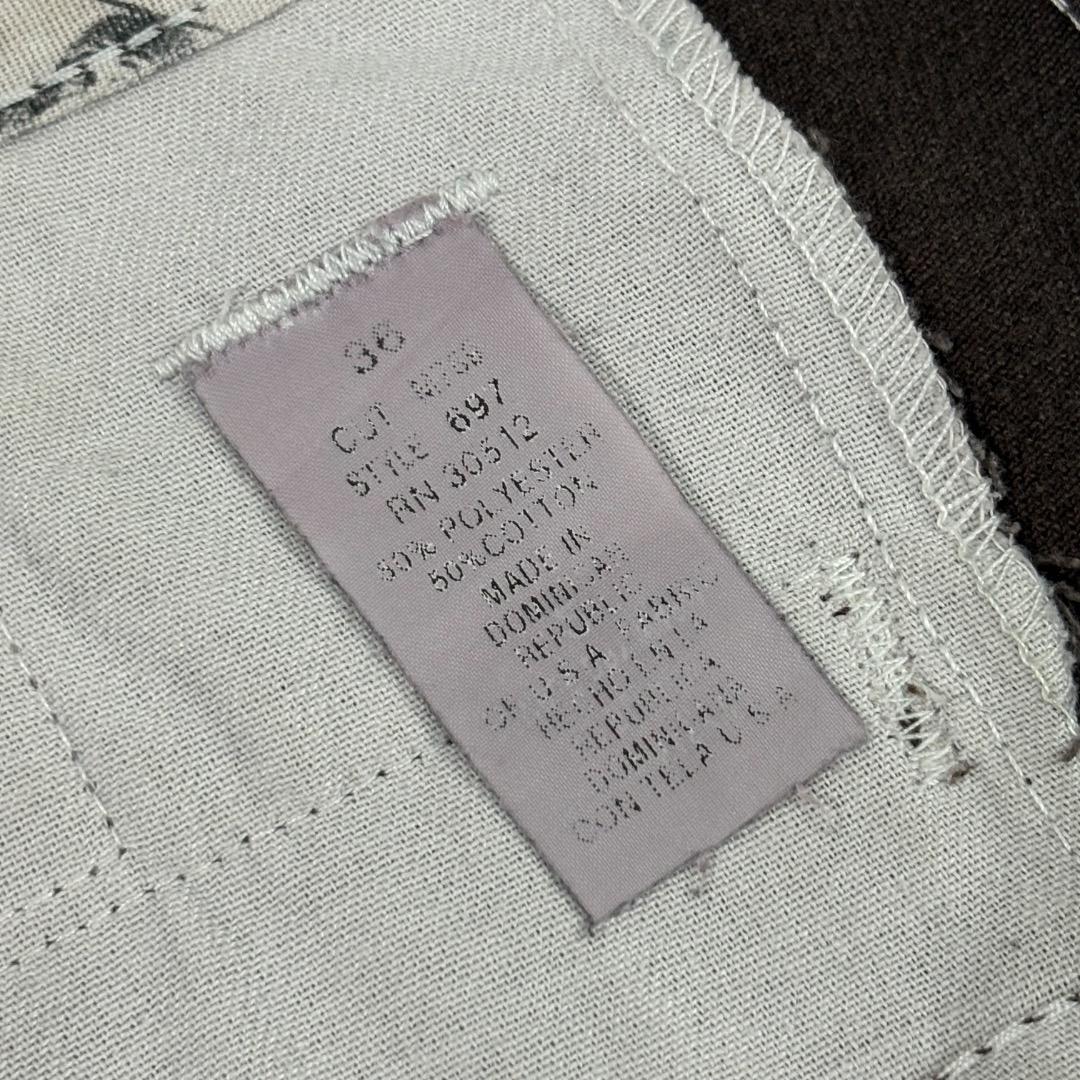 36
CUT
STYLE 697
RN 30512
50% POLYESTER
50% COTTON
MADE IN
DOMINICAN
REPUBLIC
OF U S A FABRIC
HECHO EN LA
REPUBLICA
DOMINICANA
CON TELA U S A